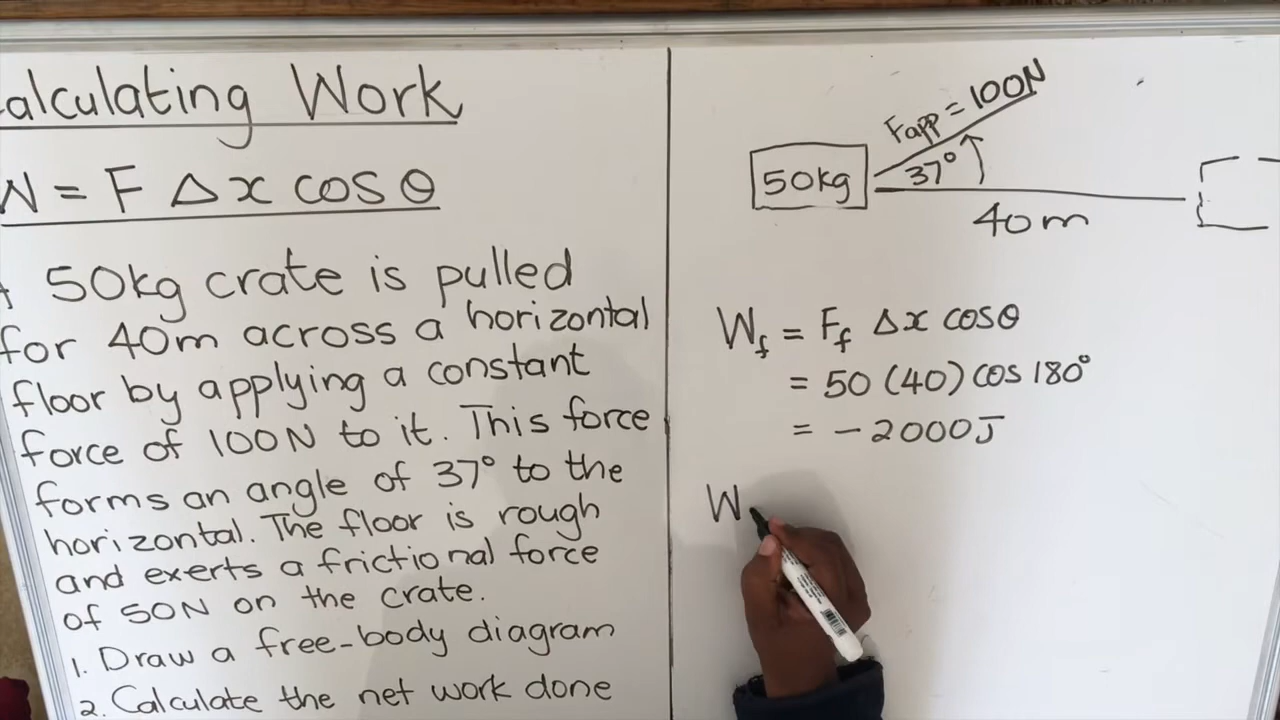 alculating Work
W = F Δx cosθ
50kg crate is pulled
for 40m across a horizontal
floor by applying a constant
force of 100N to it. This force
forms an angle of 37° to the
horizontal. The floor is rough
and exerts a frictional force
of 50N on the crate.
1. Draw a free-body diagram
2. Calculate the net work done
Fapp = 100N
50kg
37°
40m
Wf = Ff Δx cosθ
= 50 (40) cos 180°
= -2000J
W